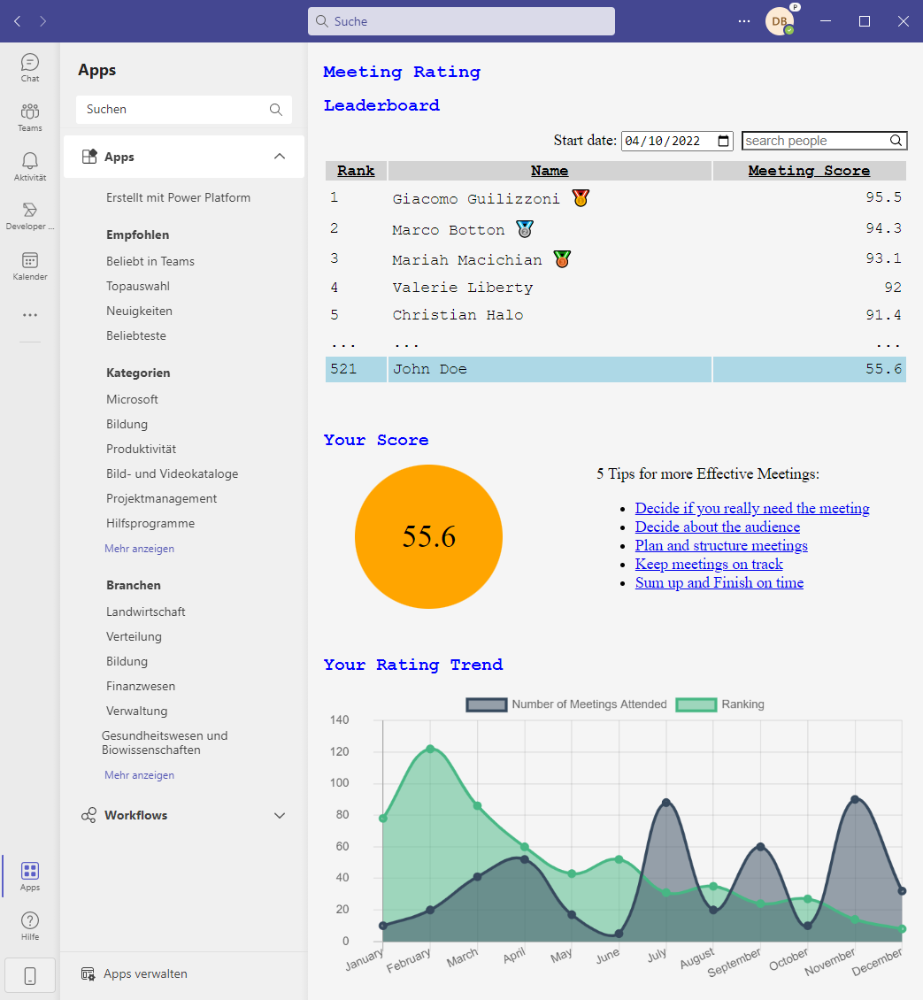 Suche
DB
P
Chat
Teams
Aktivität
Developer ...
Kalender
Apps
Hilfe
Apps
Suchen
Apps
Erstellt mit Power Platform
Empfohlen
Beliebt in Teams
Topauswahl
Neuigkeiten
Beliebteste
Kategorien
Microsoft
Bildung
Produktivität
Bild- und Videokataloge
Projektmanagement
Hilfsprogramme
Mehr anzeigen
Branchen
Landwirtschaft
Verteilung
Bildung
Finanzwesen
Verwaltung
Gesundheitswesen und
Biowissenschaften
Mehr anzeigen
Workflows
Apps verwalten
Meeting Rating
Leaderboard
Start date: 04/10/2022 search people
Rank Name Meeting Score
1 Giacomo Guilizzoni 95.5
2 Marco Botton 94.3
3 Mariah Macichian 93.1
4 Valerie Liberty 92
5 Christian Halo 91.4
... ... ...
521 John Doe 55.6
Your Score
55.6
5 Tips for more Effective Meetings:
Decide if you really need the meeting
Decide about the audience
Plan and structure meetings
Keep meetings on track
Sum up and Finish on time
Your Rating Trend
Number of Meetings Attended Ranking
140
120
100
80
60
40
20
0
January February March April May June July August September October November December